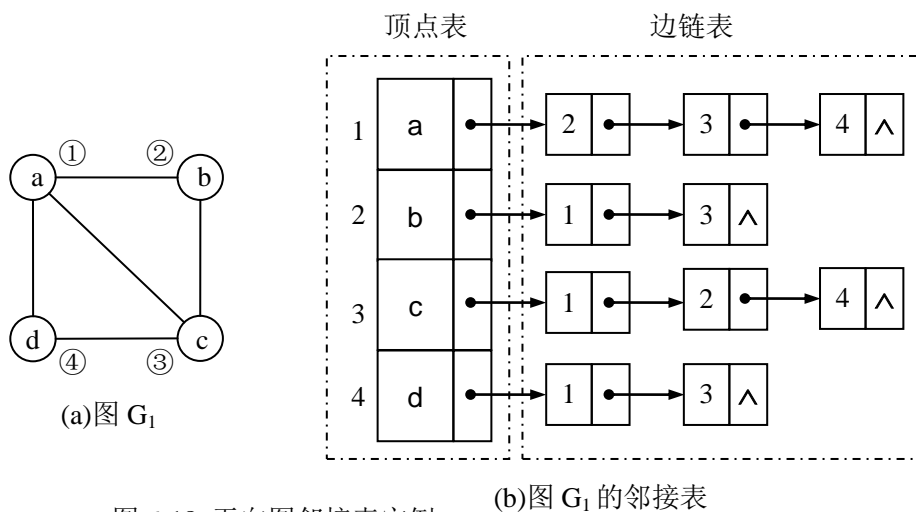 顶点表 边链表
1 a 2 3 4 ∧
① ②
a b
2 b 1 3 ∧
3 c 1 2 4 ∧
d c
④ ③
4 d 1 3 ∧
(a)图 G₁
(b)图 G₁ 的邻接表